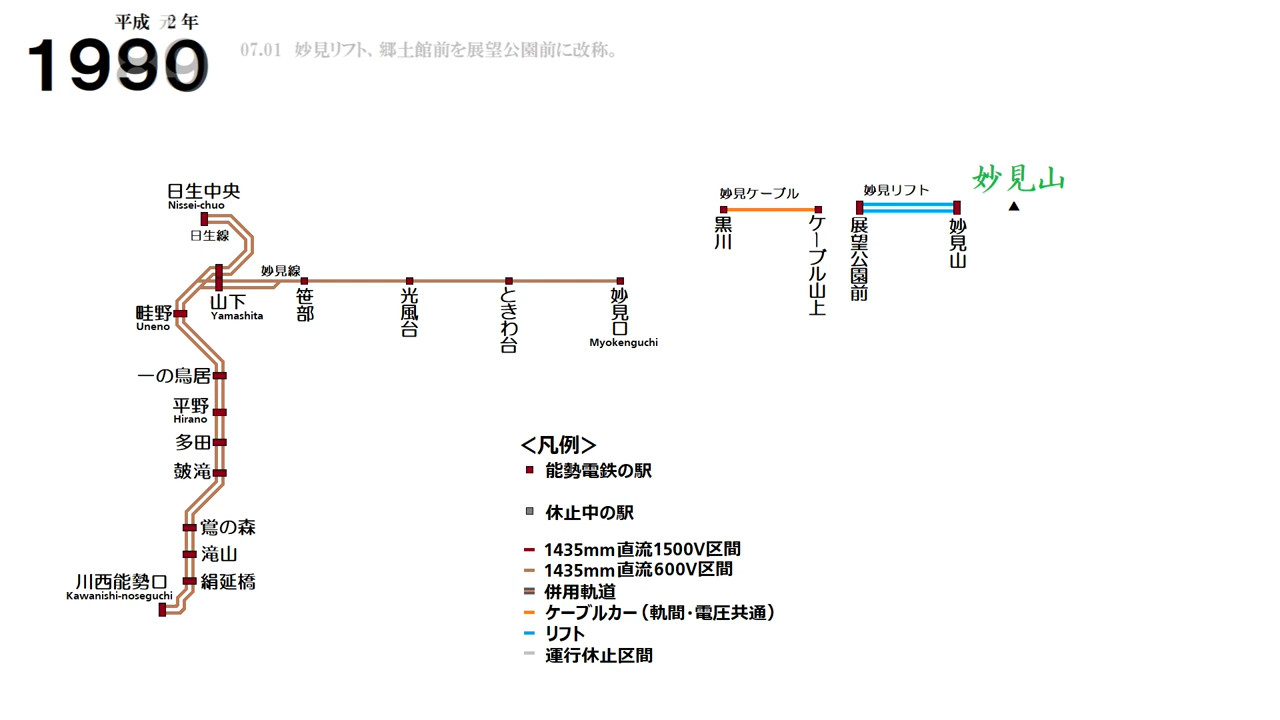 平成 2年
1990
07.01 妙見リフト、郷土館前を展望公園前に改称。
妙見山
日生中央
Nissei-chuo
日生線
妙見ケーブル
妙見リフト
黒川
ケーブル山上
展望公園前
妙見山
妙見線
山下
Yamashita
笹部
光風台
ときわ台
妙見口
Myokenguchi
畦野
Uneno
一の鳥居
平野
Hirano
多田
皷滝
鶯の森
滝山
絹延橋
川西能勢口
Kawanishi-noseguchi
＜凡例＞
能勢電鉄の駅
休止中の駅
1435mm直流1500V区間
1435mm直流600V区間
併用軌道
ケーブルカー（軌間・電圧共通）
リフト
運行休止区間